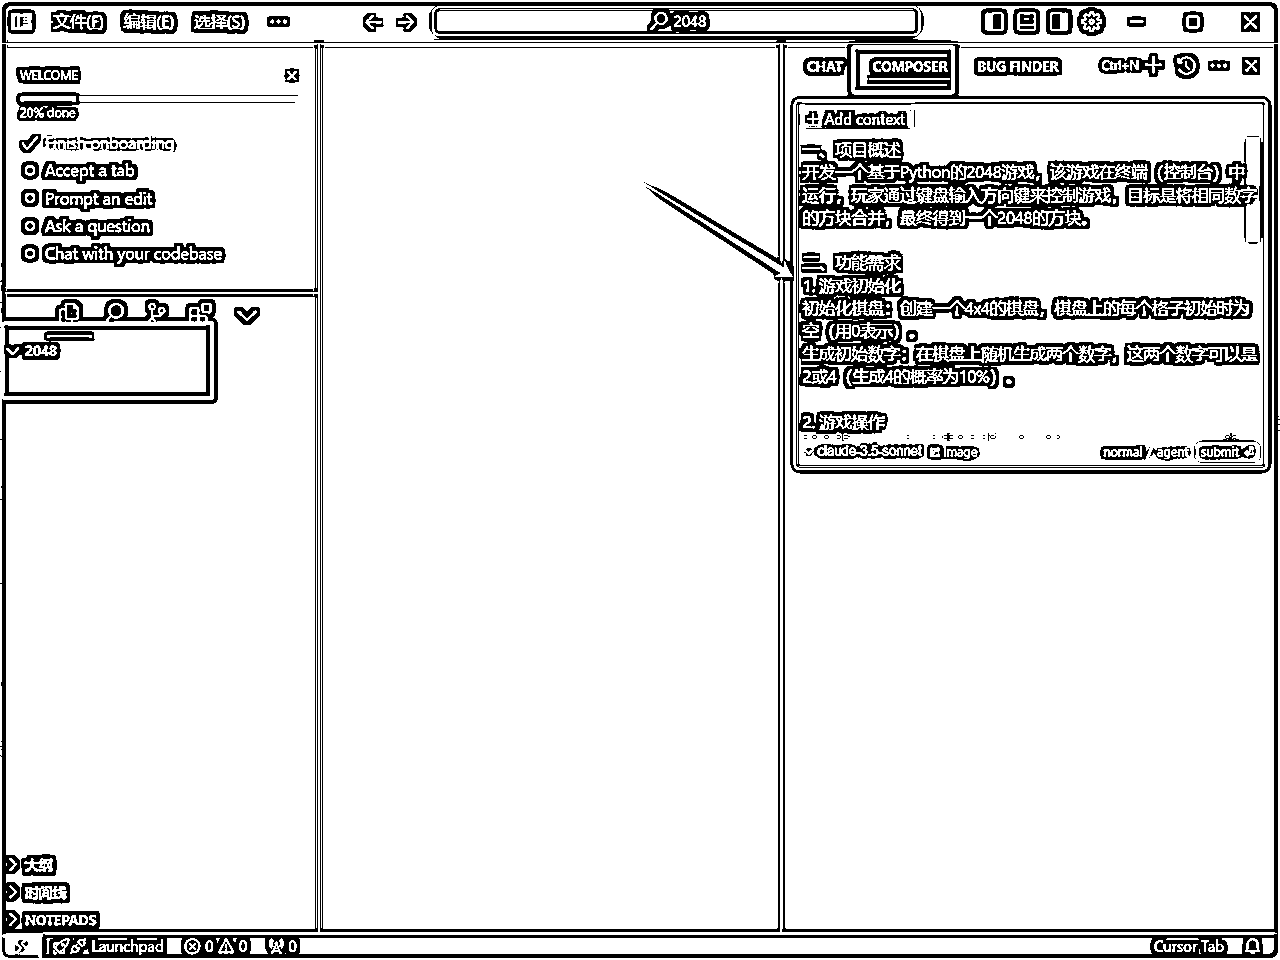 文件(F) 编辑(E) 选择(S) ... 2048
WELCOME
20% done
Finish onboarding
Accept a tab
Prompt an edit
Ask a question
Chat with your codebase
2048
大纲
时间线
NOTEPADS
CHAT COMPOSER BUG FINDER Ctrl+N
+ Add context
一、项目概述
开发一个基于Python的2048游戏，该游戏在终端（控制台）中
运行，玩家通过键盘输入方向键来控制游戏，目标是将相同数字
的方块合并，最终得到一个2048的方块。
二、功能需求
1. 游戏初始化
初始化棋盘：创建一个4x4的棋盘，棋盘上的每个格子初始时为
空（用0表示）。
生成初始数字：在棋盘上随机生成两个数字，这两个数字可以是
2或4（生成4的概率为10%）。
2. 游戏操作
claude-3.5-sonnet Image normal / agent submit
Launchpad 0 0 0 Cursor Tab